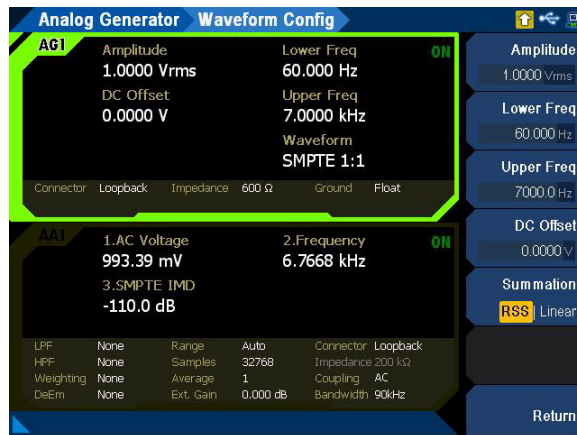 Analog Generator Waveform Config
AG1
Amplitude Lower Freq ON
1.0000 Vrms 60.000 Hz
DC Offset Upper Freq
0.0000 V 7.0000 kHz
Waveform
SMPTE 1:1
Connector Loopback Impedance 600 Ω Ground Float
AA1
1.AC Voltage 2.Frequency ON
993.39 mV 6.7668 kHz
3.SMPTE IMD
-110.0 dB
LPF None Range Auto Connector Loopback
HPF None Samples 32768 Impedance 200 kΩ
Weighting None Average 1 Coupling AC
DeEm None Ext. Gain 0.000 dB Bandwidth 90kHz
Amplitude
1.0000 Vrms
Lower Freq
60.000 Hz
Upper Freq
7000.0 Hz
DC Offset
0.0000 V
Summation
RSS | Linear
Return